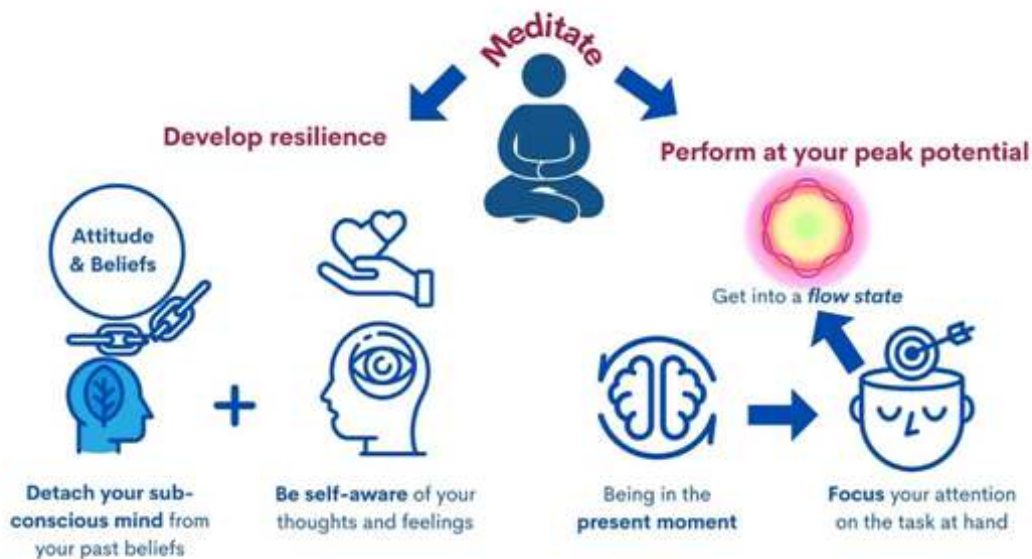 Meditate
Develop resilience
Perform at your peak potential
Attitude
& Beliefs
Get into a flow state
Detach your sub-
conscious mind from
your past beliefs
Be self-aware of your
thoughts and feelings
Being in the
present moment
Focus your attention
on the task at hand